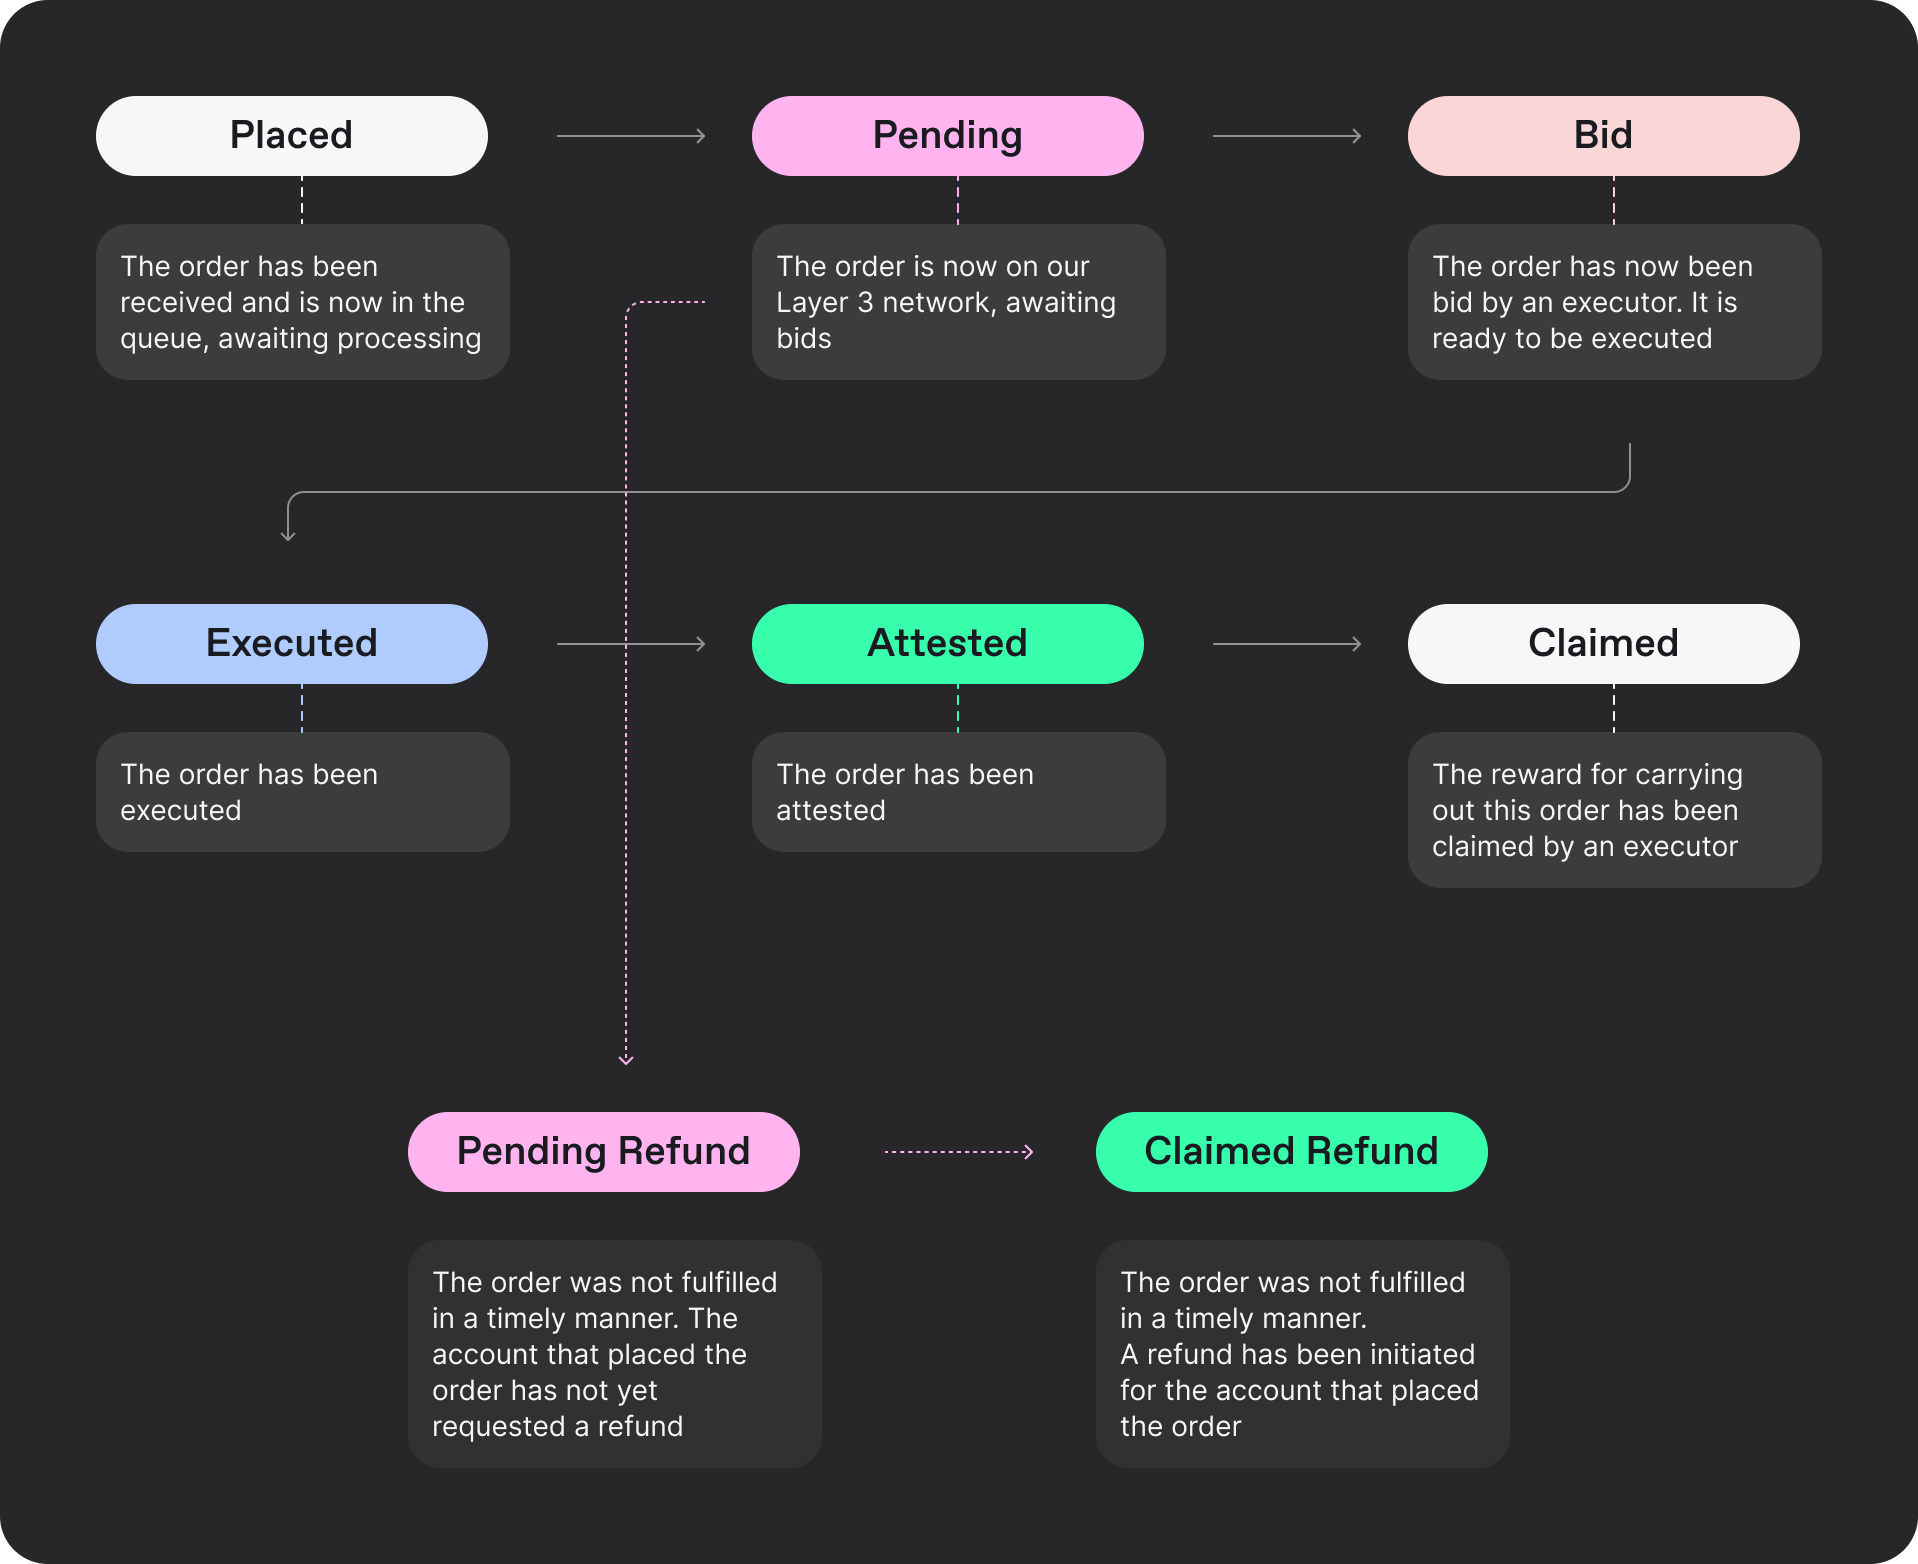 Placed
Pending
Bid
The order has been
received and is now in the
queue, awaiting processing
The order is now on our
Layer 3 network, awaiting
bids
The order has now been
bid by an executor. It is
ready to be executed
Executed
Attested
Claimed
The order has been
executed
The order has been
attested
The reward for carrying
out this order has been
claimed by an executor
Pending Refund
Claimed Refund
The order was not fulfilled
in a timely manner. The
account that placed the
order has not yet
requested a refund
The order was not fulfilled
in a timely manner.
A refund has been initiated
for the account that placed
the order